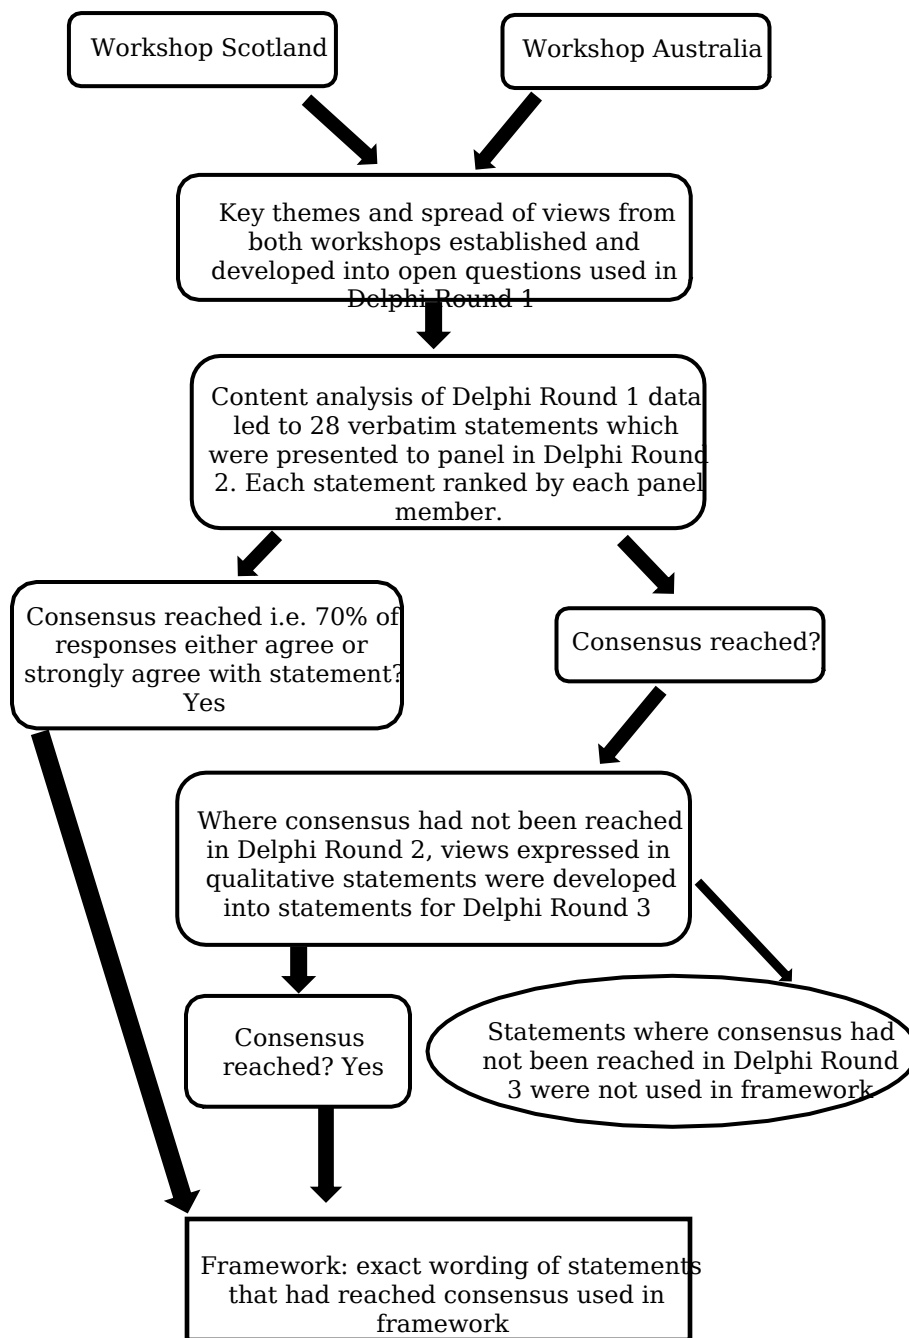 Workshop Scotland
Workshop Australia
Key themes and spread of views from
both workshops established and
developed into open questions used in
Delphi Round 1
Content analysis of Delphi Round 1 data
led to 28 verbatim statements which
were presented to panel in Delphi Round
2. Each statement ranked by each panel
member.
Consensus reached i.e. 70% of
responses either agree or
strongly agree with statement?
Yes
Consensus reached?
Where consensus had not been reached
in Delphi Round 2, views expressed in
qualitative statements were developed
into statements for Delphi Round 3
Consensus
reached? Yes
Statements where consensus had
not been reached in Delphi Round
3 were not used in framework
Framework: exact wording of statements
that had reached consensus used in
framework